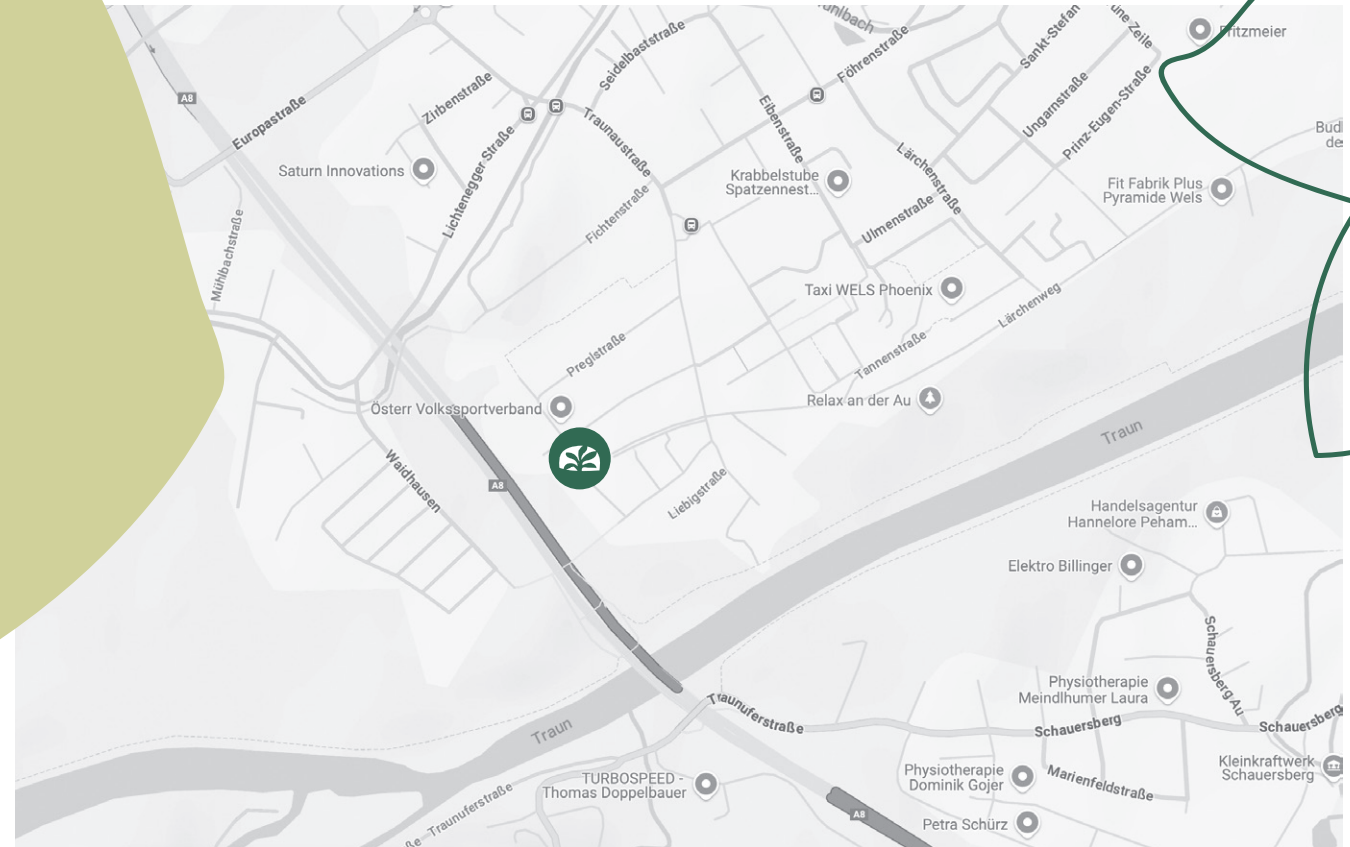 Mühlbach
Fritzmeier
Sankt-Stefan
Seidelbaststraße
Föhrenstraße
Zirbenstraße
Ungarnstraße
Prinz-Eugen-Straße
A8
Europastraße
Eibenstraße
Traunaustraße
Lichtenegger-Straße
Lärchenstraße
Saturn Innovations
Krabbelstube
Spatzennest...
Fit Fabrik Plus
Pyramide Wels
Fichtenstraße
Ulmenstraße
Mühlbachstraße
Taxi WELS Phoenix
Lärchenweg
Preglstraße
Tannenstraße
Österr Volkssportverband
Relax an der Au
Traun
Waidhausen
A8
Liebigstraße
Handelsagentur
Hannelore Peham...
Elektro Billinger
Schauersberg-Au
Physiotherapie
Meindlhumer Laura
Traunuferstraße
Traun
Schauersberg
Schauersberg
TURBOSPEED -
Thomas Doppelbauer
Physiotherapie
Dominik Gojer
Marienfeldstraße
Kleinkraftwerk
Schauersberg
Traunuferstraße
A8
Petra Schürz